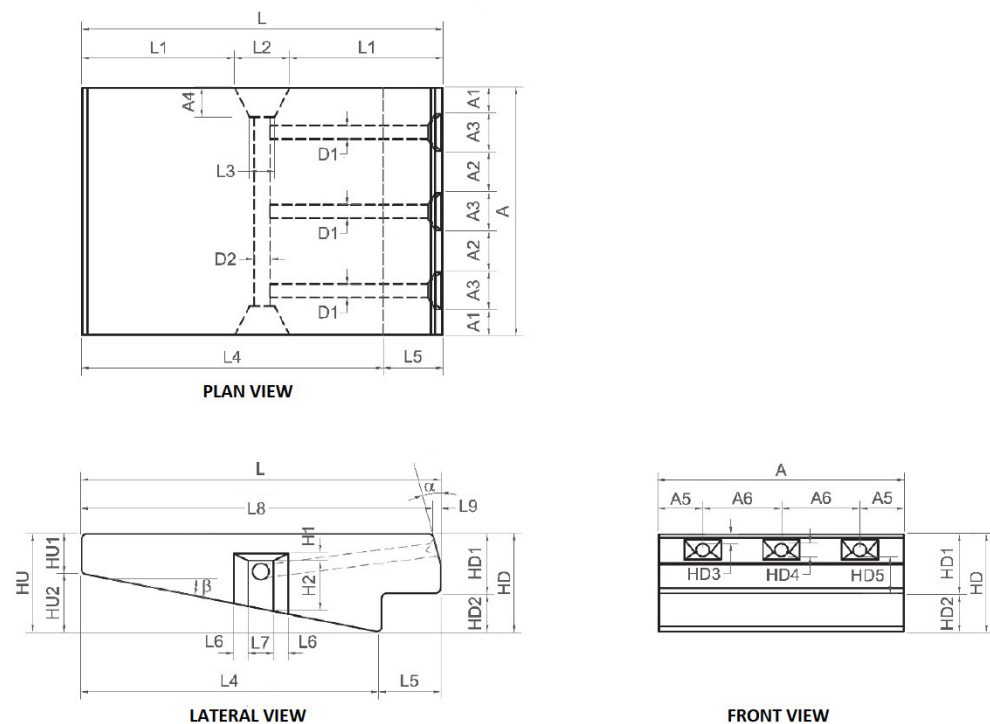 L
L1 L2 L1
A4
A1
A3
D1
L3
A2
A3
A
D1
A2
D2
A3
D1
A1
L4 L5
PLAN VIEW
L
α
L8 L9
HU
HU1
HU2
β
H1
H2
HD1
HD2
HD
L6 L7 L6
L4 L5
LATERAL VIEW
A
A5 A6 A6 A5
HD3 HD4 HD5
HD1
HD2
HD
FRONT VIEW